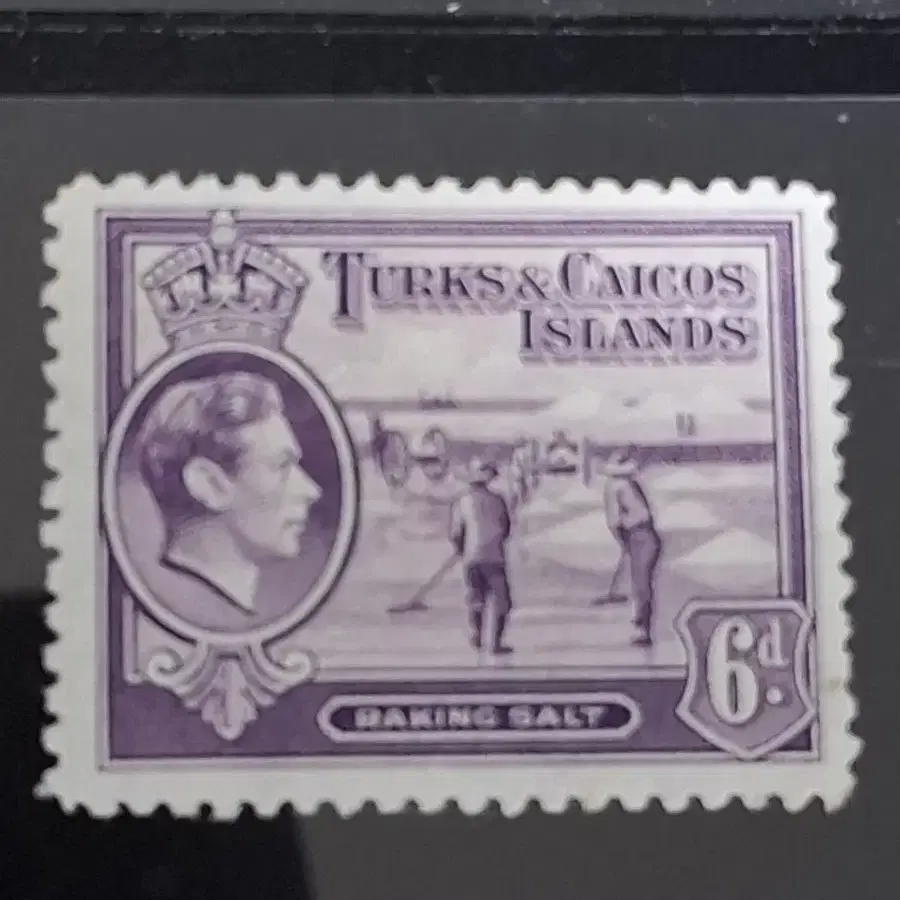 TURKS & CAICOS
ISLANDS
RAKING SALT
6d.